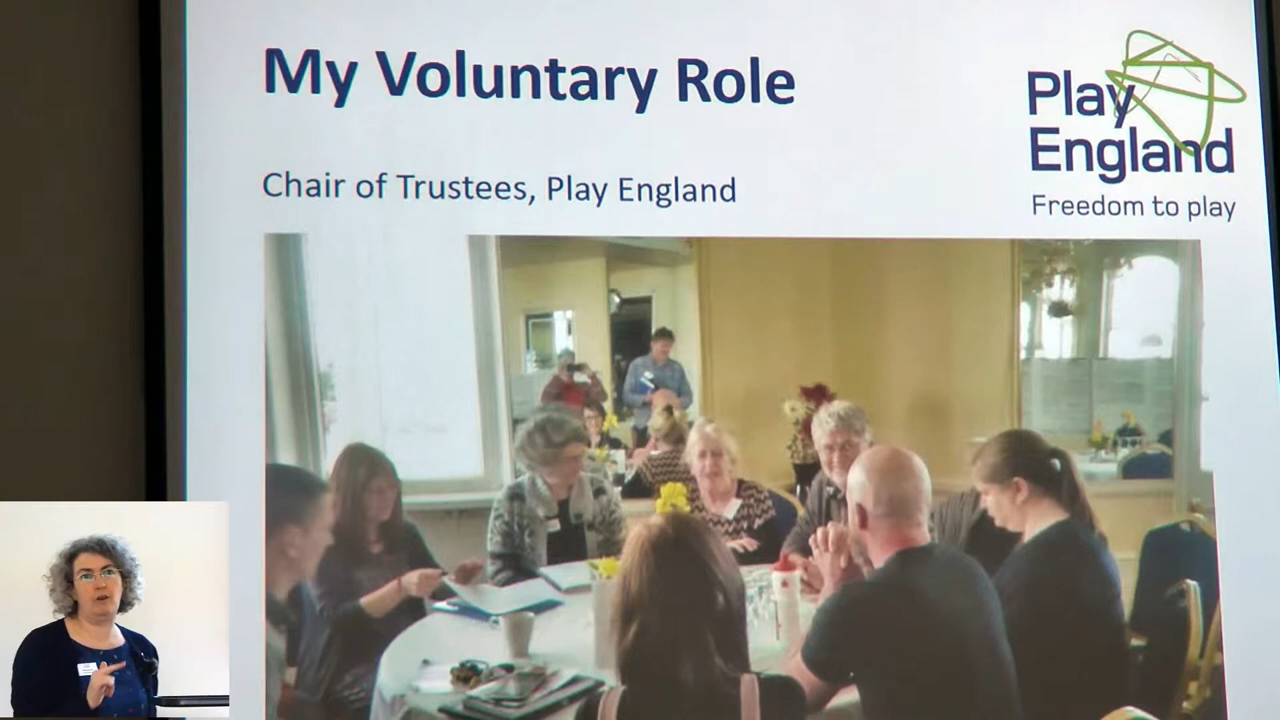 My Voluntary Role
Chair of Trustees, Play England
Play
England
Freedom to play